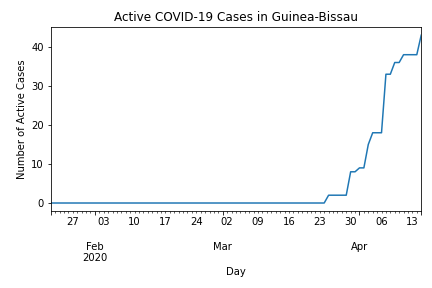 Active COVID-19 Cases in Guinea-Bissau
Number of Active Cases
40
30
20
10
0
27 03 10 17 24 02 09 16 23 30 06 13
Feb Mar Apr
2020
Day